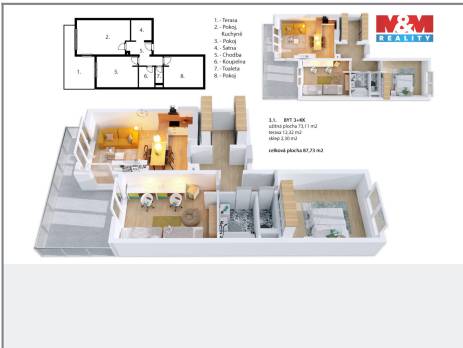 1. - Terasa
2. - Pokoj,
Kuchyně
3. - Pokoj
4. - Šatna
5. - Chodba
6. - Koupelna
7. - Toaleta
8. - Pokoj
2.
4.
5.
1.
3.
6.
7.
8.
M&M
REALITY
3.1. BYT 3+KK
užitná plocha 73,11 m2
terasa 12,32 m2
sklep 2,30 m2
celková plocha 87,73 m2